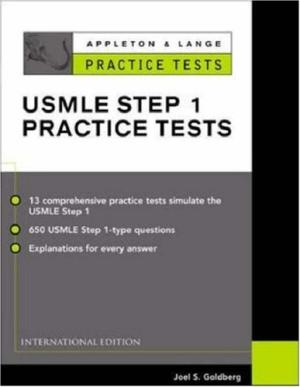 APPLETON & LANGE
PRACTICE TESTS
USMLE STEP 1
PRACTICE TESTS
13 comprehensive practice tests simulate the
USMLE Step 1
650 USMLE Step 1-type questions
Explanations for every answer
INTERNATIONAL EDITION
Joel S. Goldberg